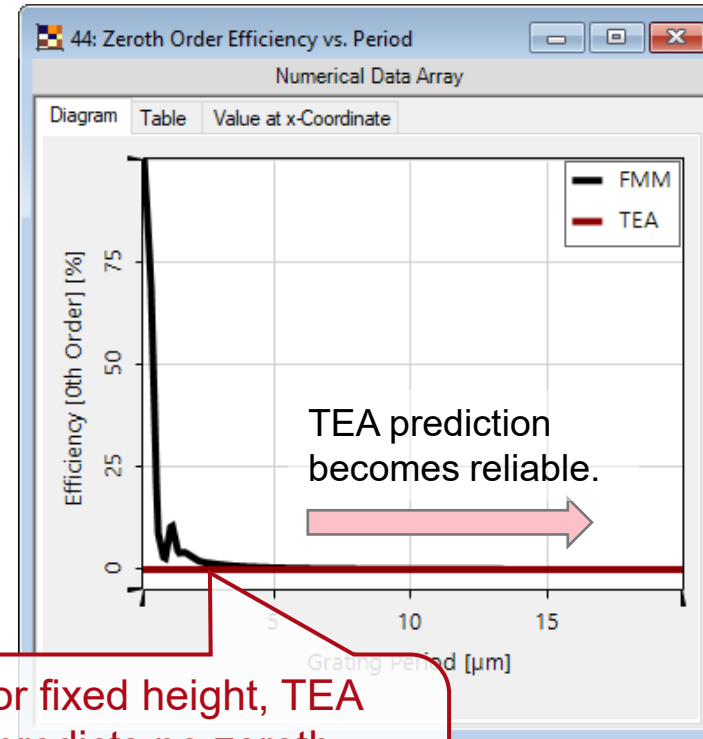 44: Zeroth Order Efficiency vs. Period
Numerical Data Array
Diagram Table Value at x-Coordinate
FMM
TEA
Efficiency [0th Order] [%]
75
50
25
0
TEA prediction
becomes reliable.
5 10 15
Grating Period [µm]
or fixed height, TEA